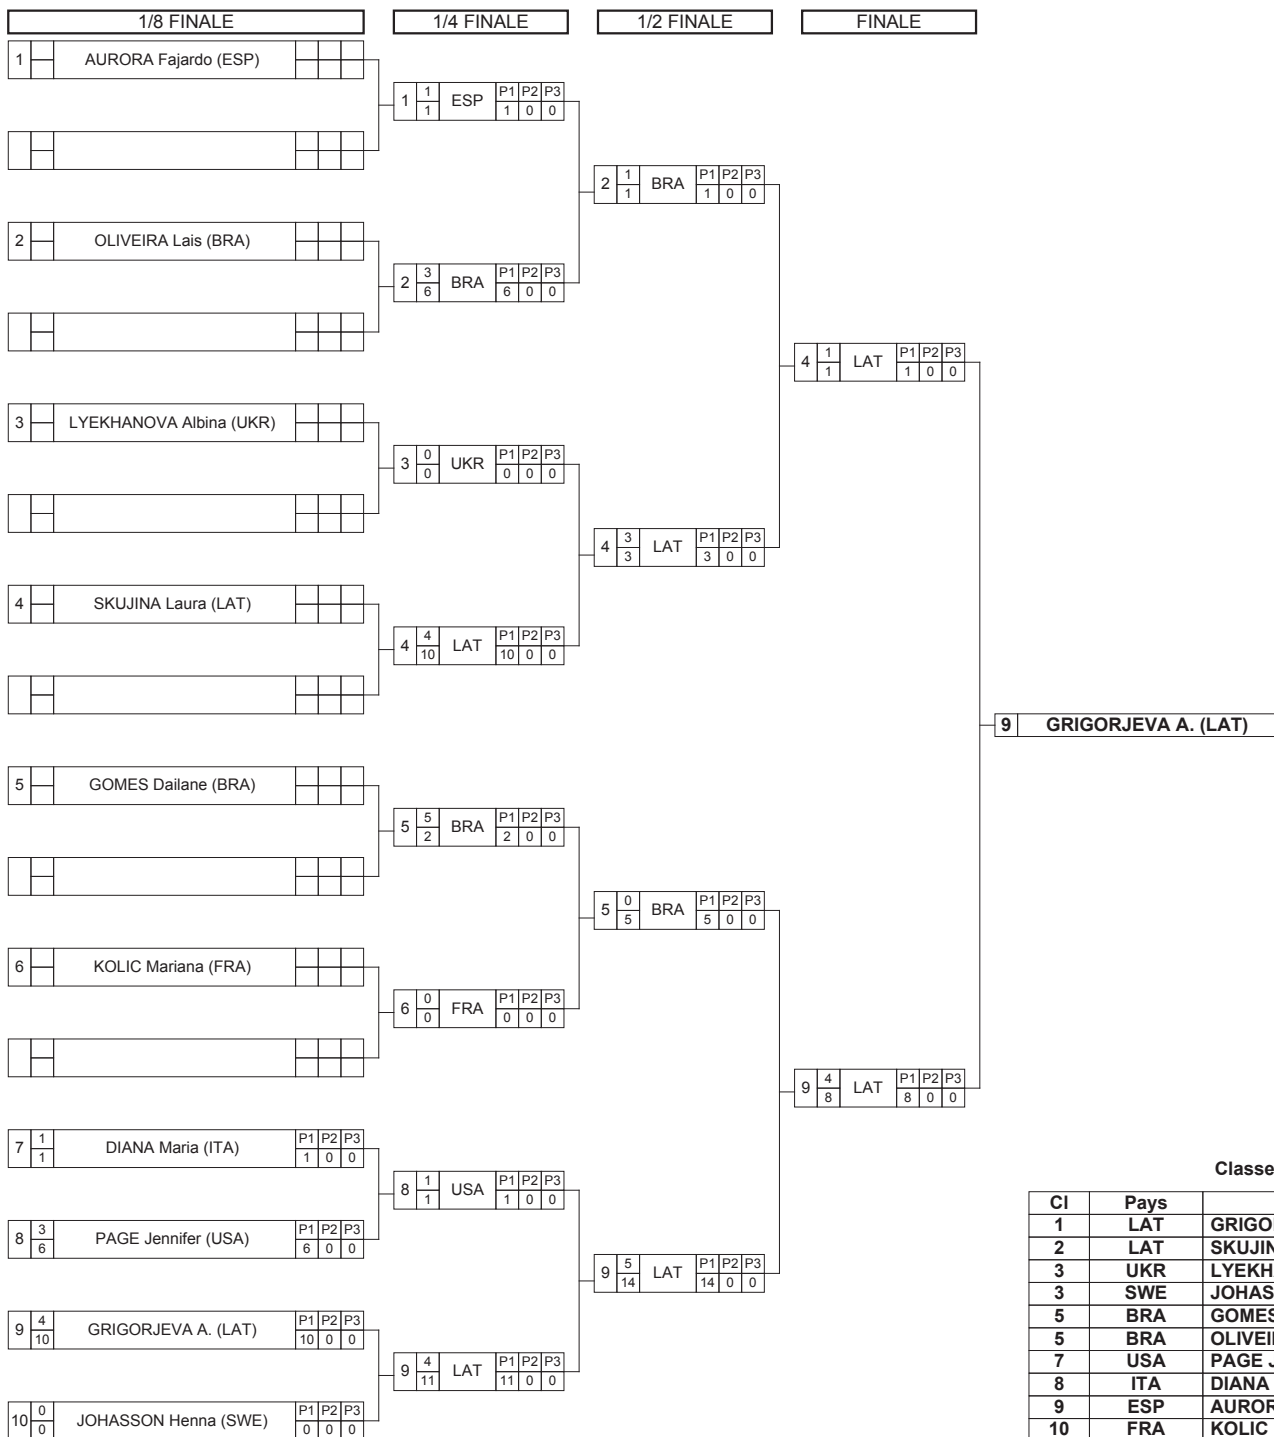 1/8 FINALE 1/4 FINALE 1/2 FINALE FINALE
1 AURORA Fajardo (ESP)
1 1 1 ESP P1 P2 P3 1 0 0
2 1 1 BRA P1 P2 P3 1 0 0
2 OLIVEIRA Lais (BRA)
2 3 6 BRA P1 P2 P3 6 0 0
4 1 1 LAT P1 P2 P3 1 0 0
3 LYEKHANOVA Albina (UKR)
3 0 0 UKR P1 P2 P3 0 0 0
4 3 3 LAT P1 P2 P3 3 0 0
4 SKUJINA Laura (LAT)
4 4 10 LAT P1 P2 P3 10 0 0
9 GRIGORJEVA A. (LAT)
5 GOMES Dailane (BRA)
5 5 2 BRA P1 P2 P3 2 0 0
5 0 5 BRA P1 P2 P3 5 0 0
6 KOLIC Mariana (FRA)
6 0 0 FRA P1 P2 P3 0 0 0
9 4 8 LAT P1 P2 P3 8 0 0
7 1 1 DIANA Maria (ITA) P1 P2 P3 1 0 0
8 1 1 USA P1 P2 P3 1 0 0
8 3 6 PAGE Jennifer (USA) P1 P2 P3 6 0 0
9 5 14 LAT P1 P2 P3 14 0 0
9 4 10 GRIGORJEVA A. (LAT) P1 P2 P3 10 0 0
9 4 11 LAT P1 P2 P3 11 0 0
10 0 0 JOHASSON Henna (SWE) P1 P2 P3 0 0 0
Classe
Cl Pays
1 LAT GRIGO
2 LAT SKUJIN
3 UKR LYEKH
3 SWE JOHAS
5 BRA GOMES
5 BRA OLIVEI
7 USA PAGE
8 ITA DIANA
9 ESP AUROR
10 FRA KOLIC